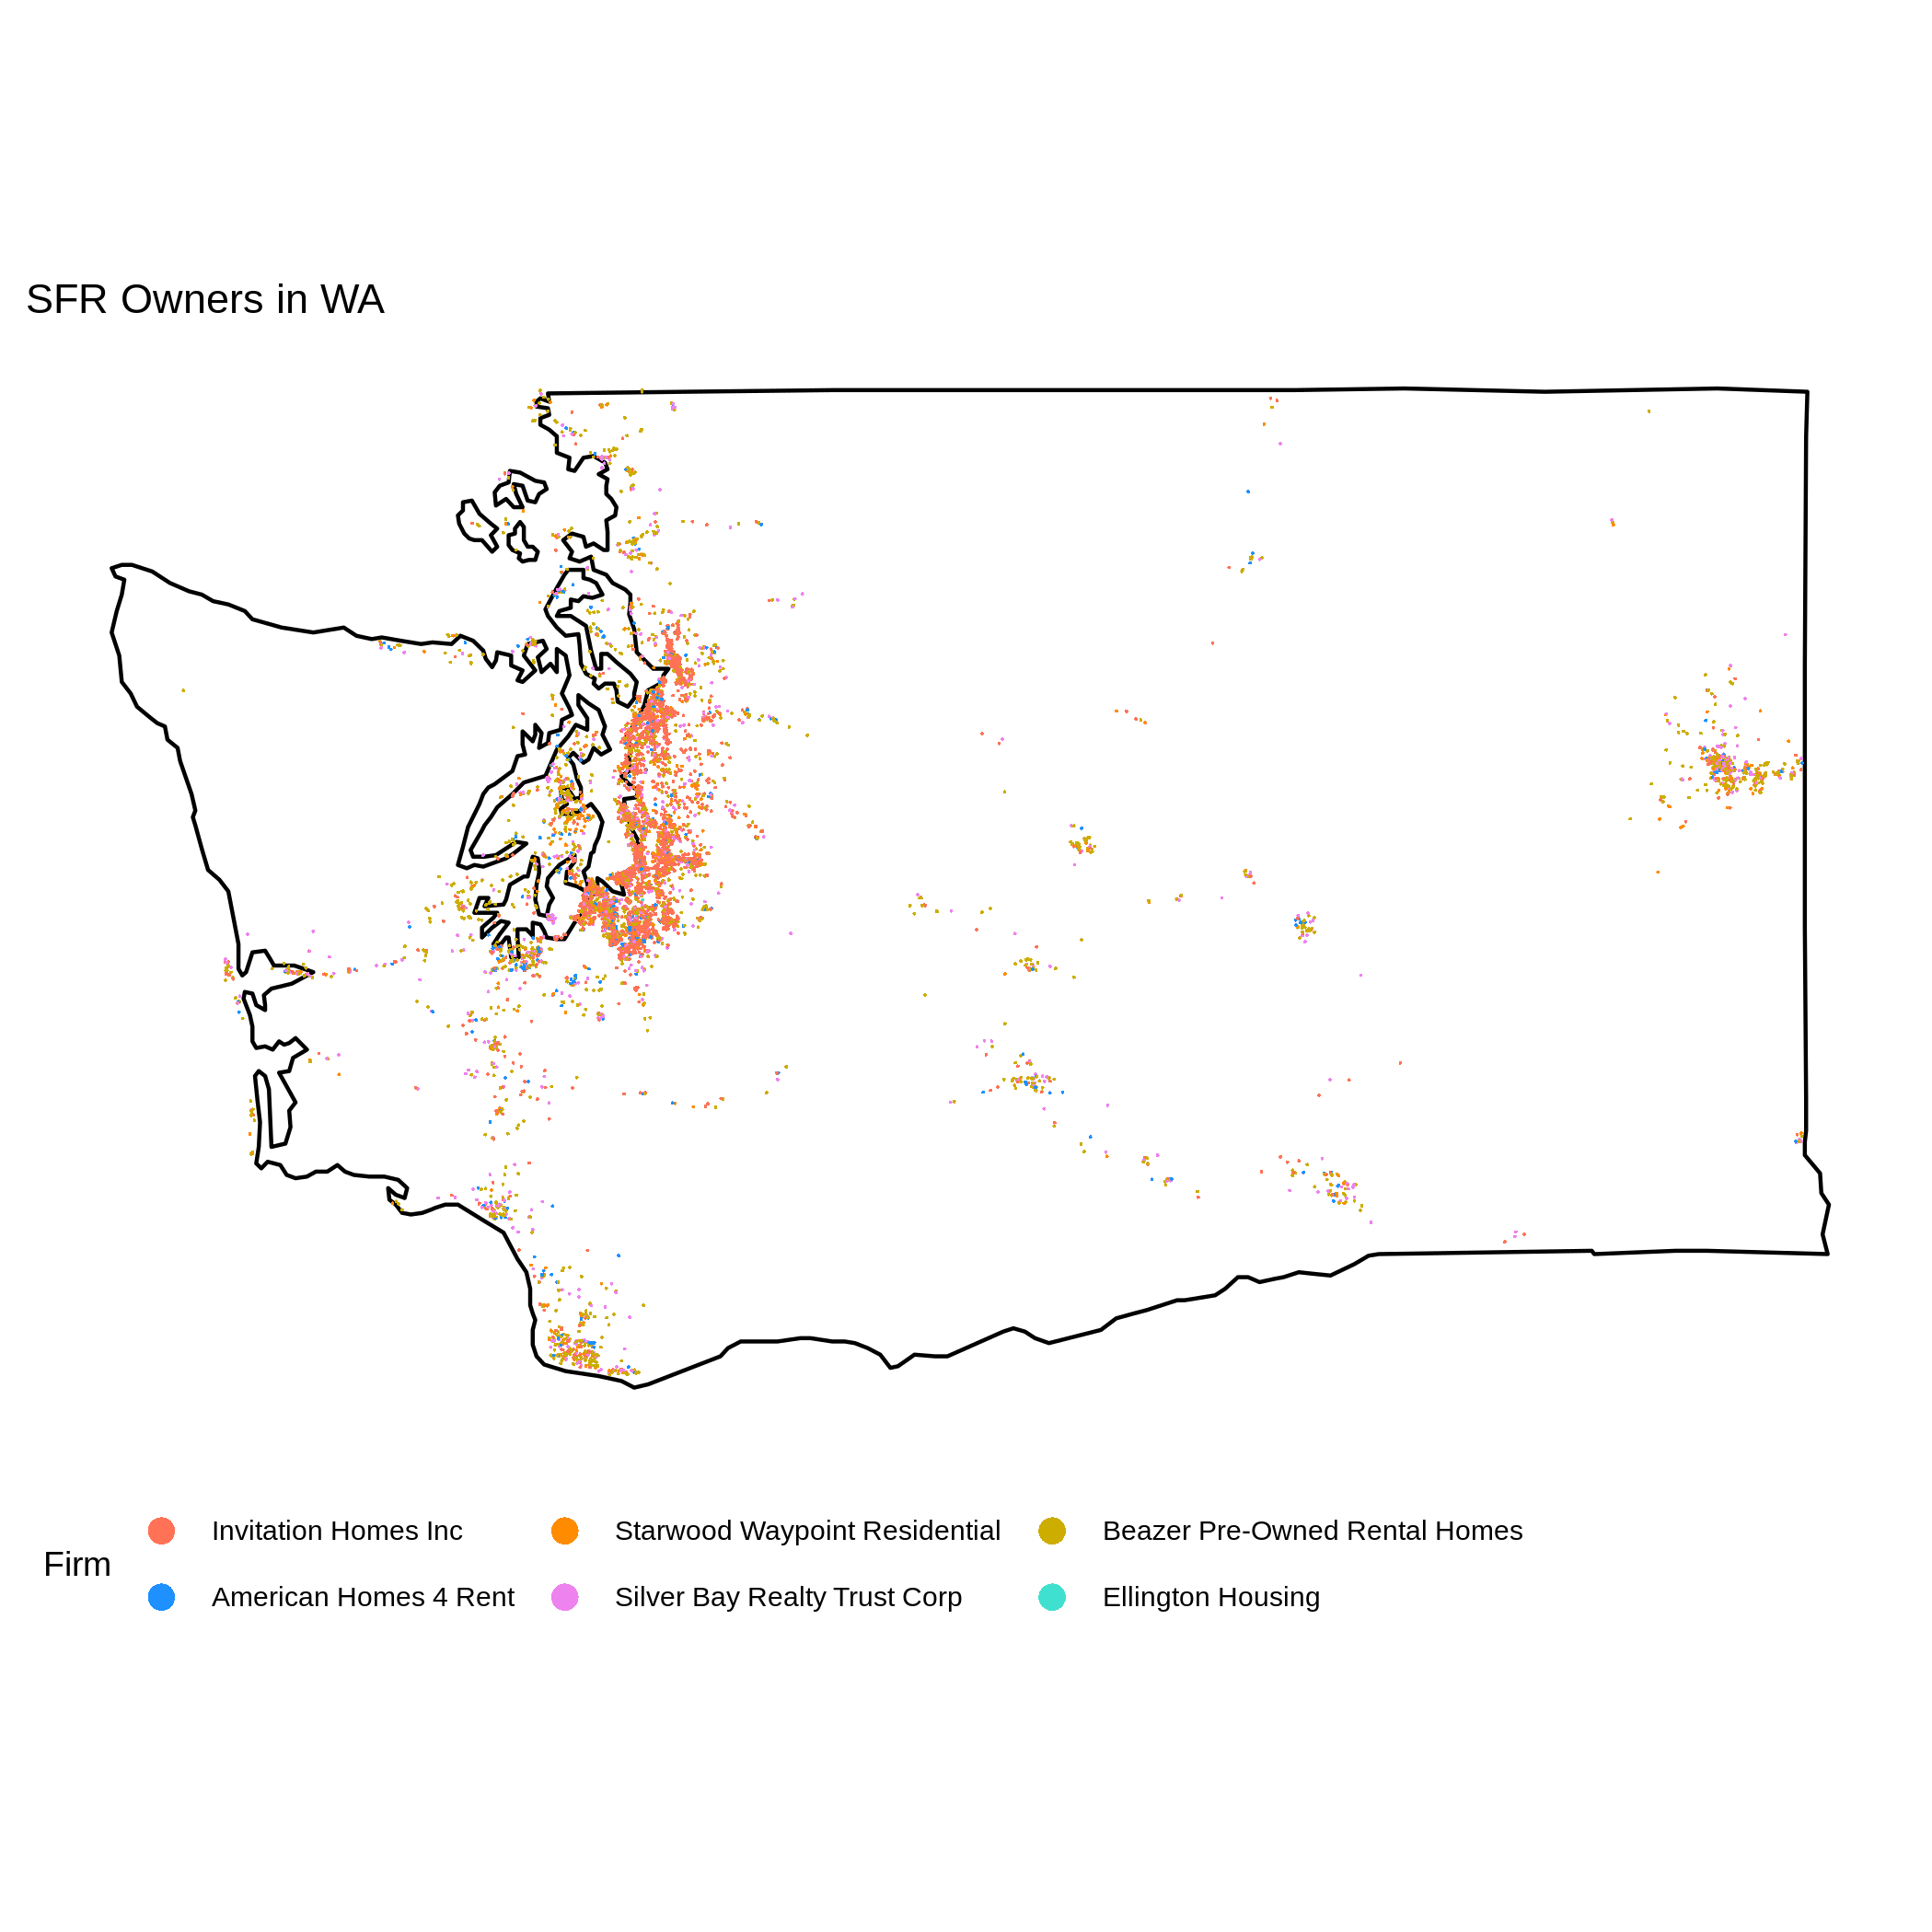 SFR Owners in WA
Firm
Invitation Homes Inc
Starwood Waypoint Residential
Beazer Pre-Owned Rental Homes
American Homes 4 Rent
Silver Bay Realty Trust Corp
Ellington Housing